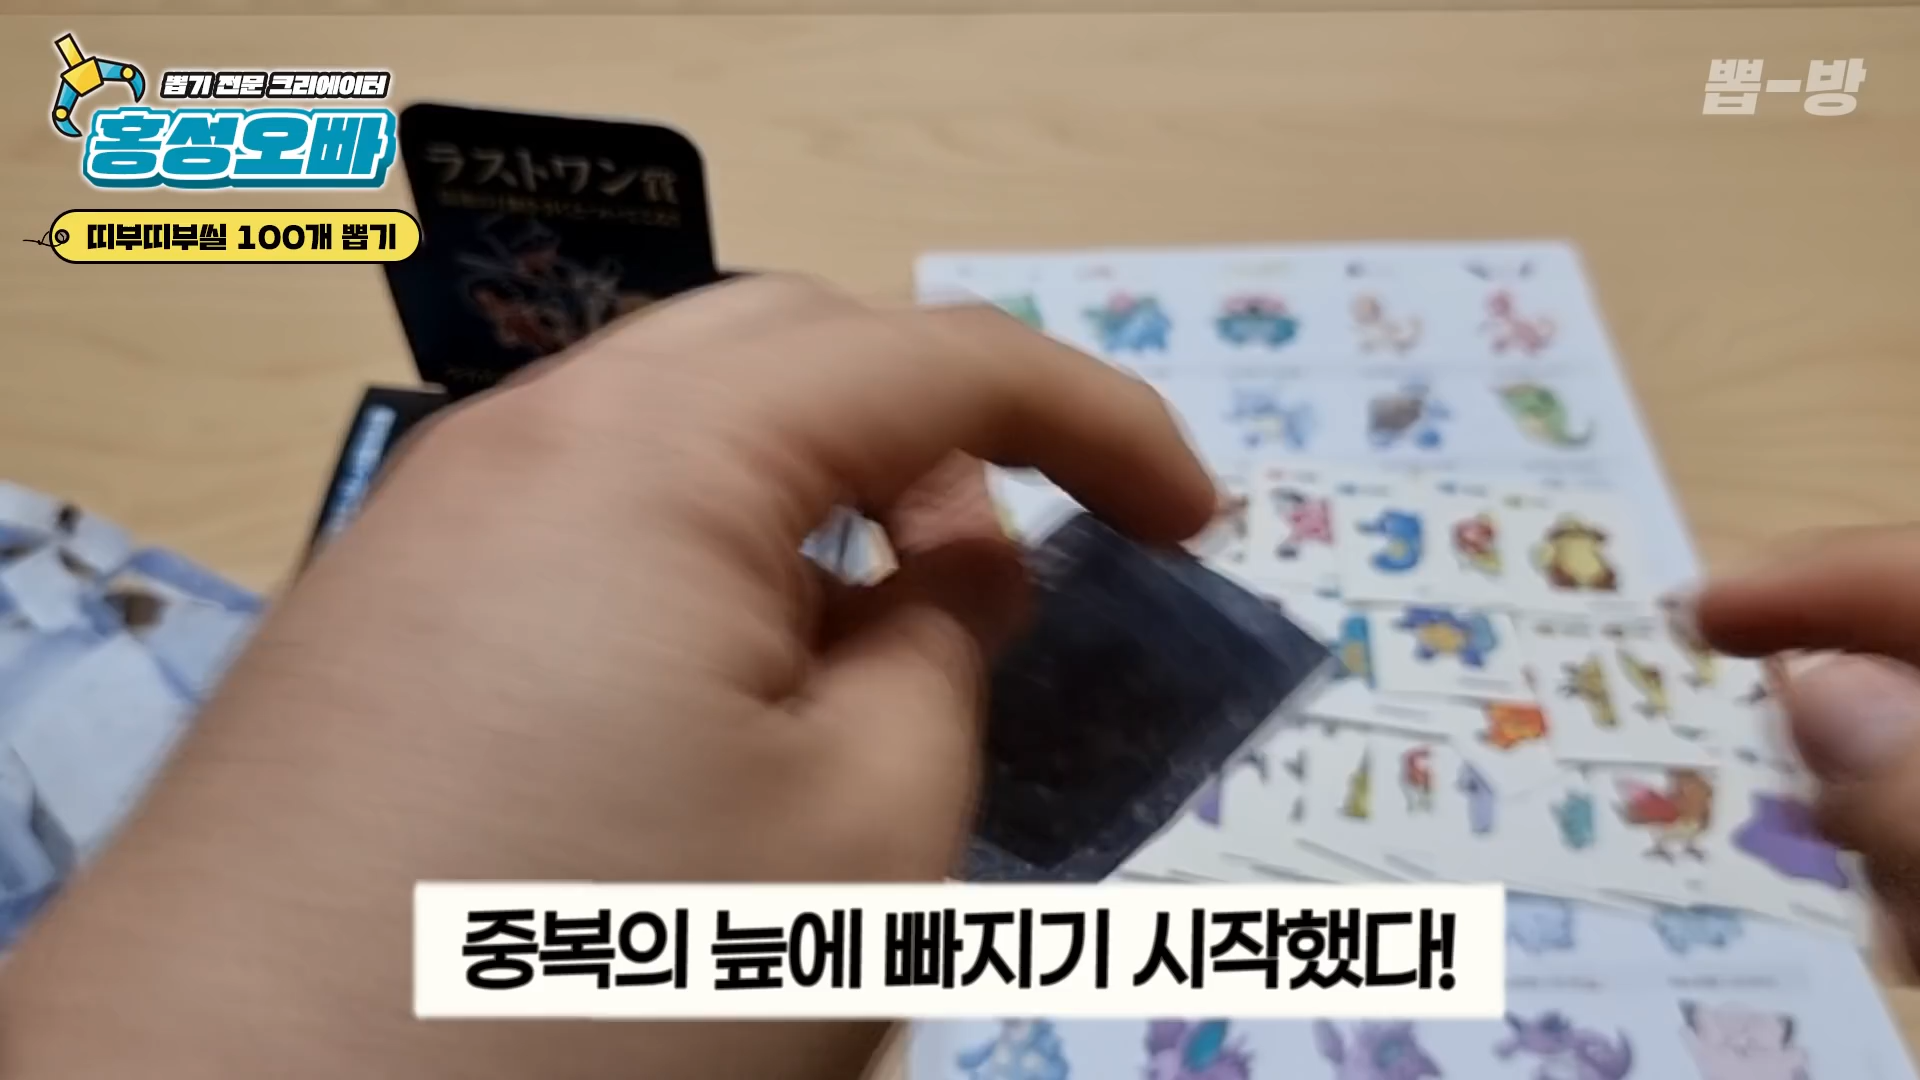 뽑기 전문 크리에이터
홍성오빠
띠부띠부씰 100개 뽑기
뽑-방
ラストワン賞
중복의 늪에 빠지기 시작했다!